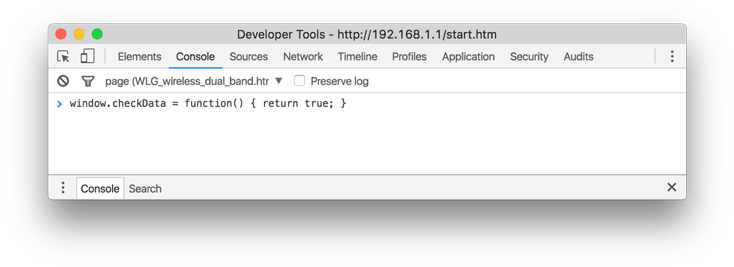 Developer Tools - http://192.168.1.1/start.htm
Elements Console Sources Network Timeline Profiles Application Security Audits
page (WLG_wireless_dual_band.htr ▼ Preserve log
> window.checkData = function() { return true; }
Console Search